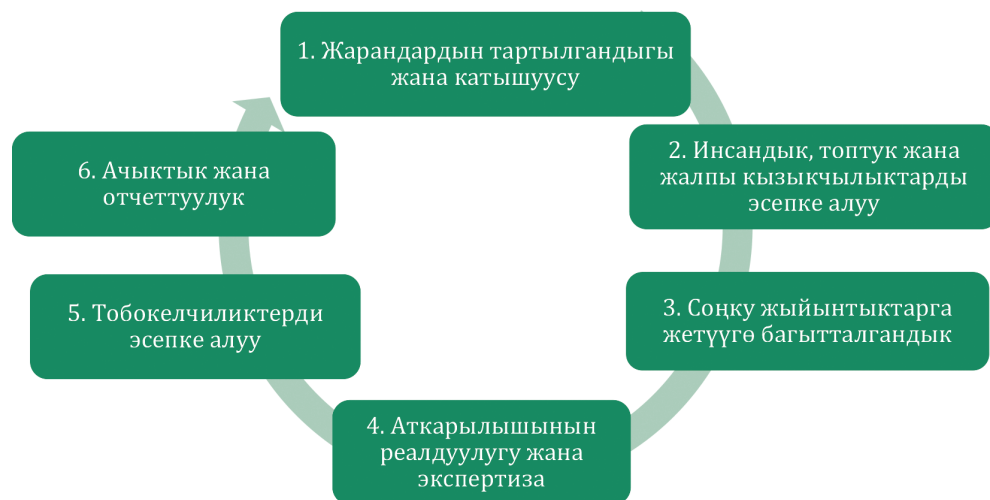 1. Жарандардын тартылгандыгы
жана катышуусу
2. Инсандык, топтук жана
жалпы кызыкчылыктарды
эсепке алуу
3. Соңку жыйынтыктарга
жетүүгө багытталгандык
4. Аткарылышынын
реалдуулугу жана
экспертиза
5. Тобокелчиликтерди
эсепке алуу
6. Ачыктык жана
отчеттуулук